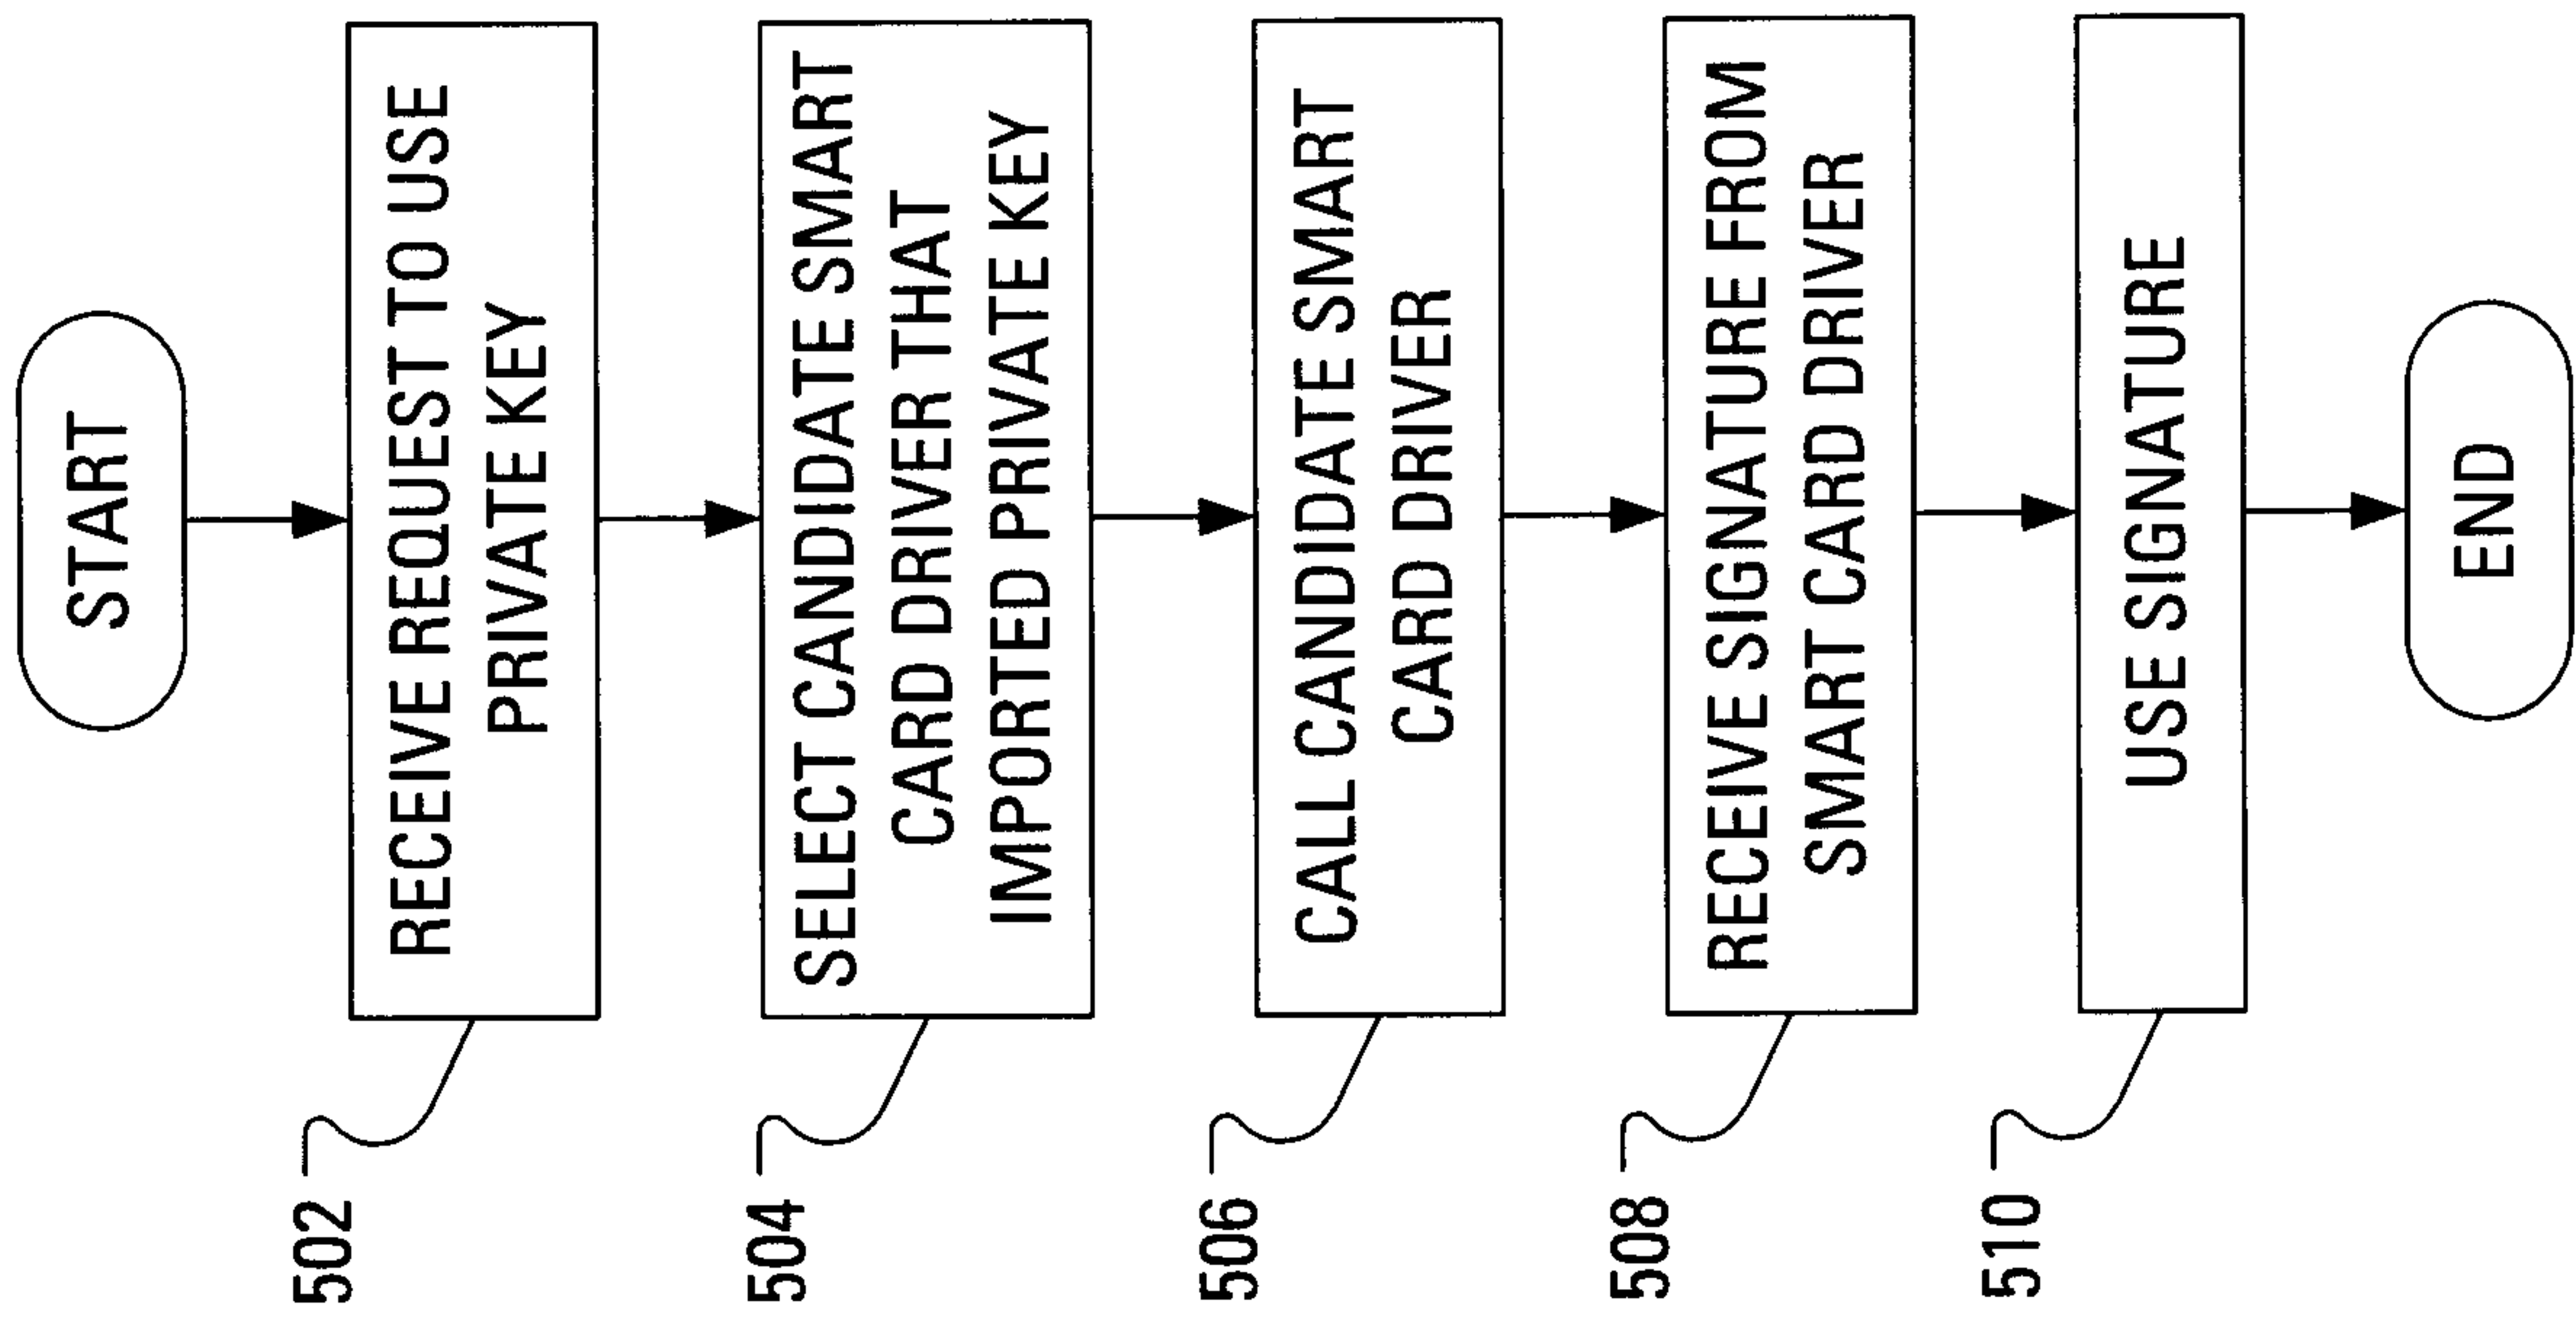 START
502
RECEIVE REQUEST TO USE
PRIVATE KEY
504
SELECT CANDIDATE SMART
CARD DRIVER THAT
IMPORTED PRIVATE KEY
506
CALL CANDIDATE SMART
CARD DRIVER
508
RECEIVE SIGNATURE FROM
SMART CARD DRIVER
510
USE SIGNATURE
END